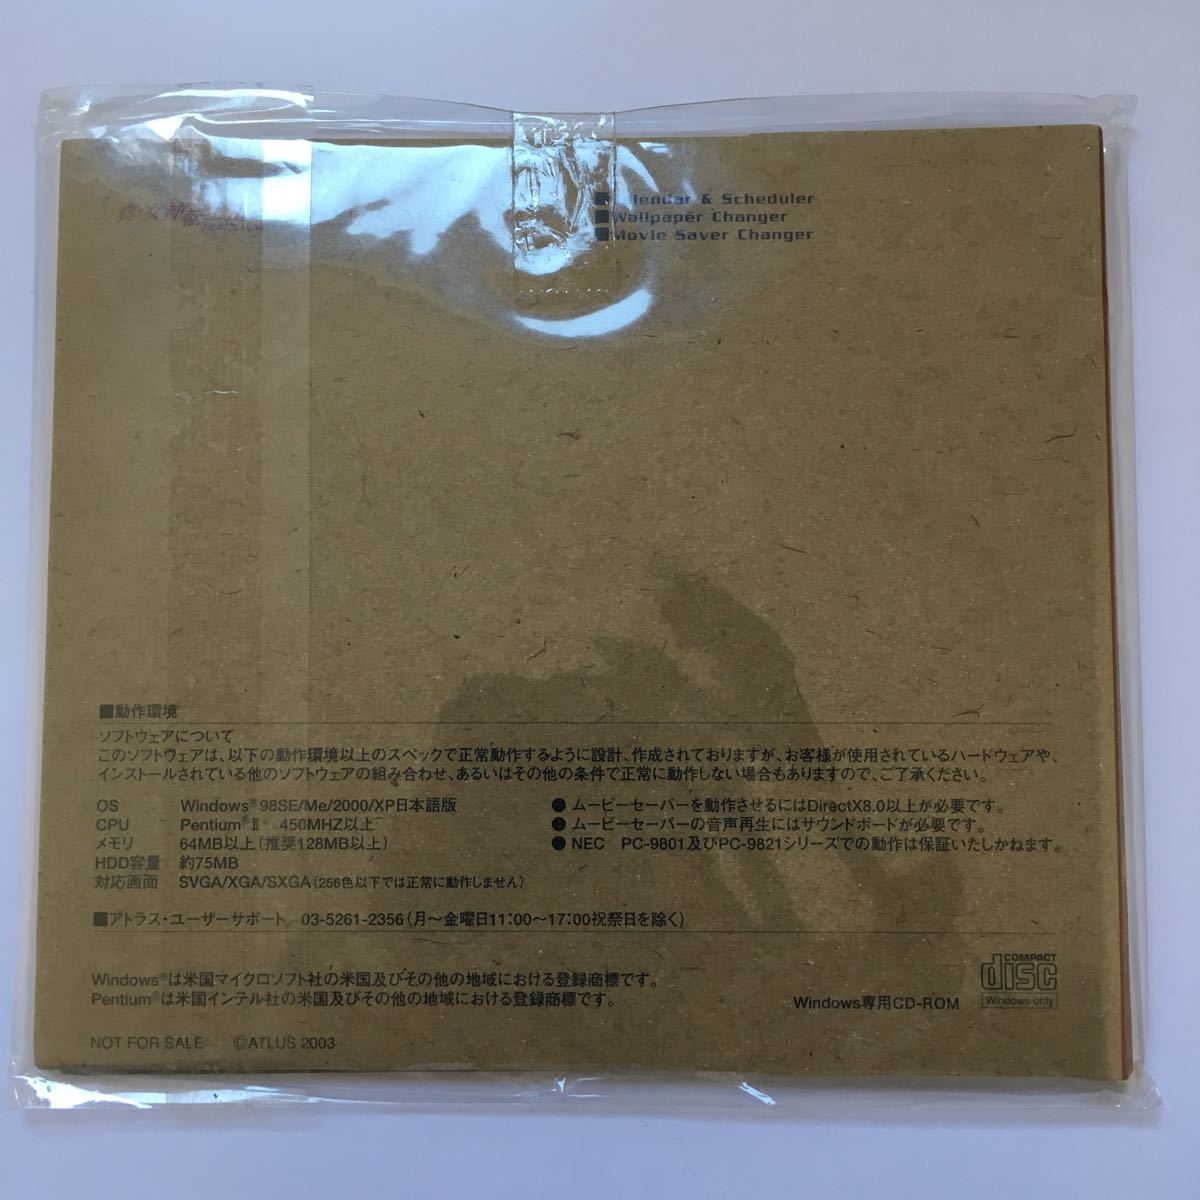 真・女神転生
Calendar & Scheduler
■Wallpaper Changer
■Movie Saver Changer
■動作環境
ソフトウェアについて
このソフトウェアは、以下の動作環境以上のスペックで正常動作するように設計、作成されておりますが、お客様が使用されているハードウェアや、
インストールされている他のソフトウェアの組み合わせ、あるいはその他の条件で正常に動作しない場合もありますので、ご了承ください。
OS Windows®98SE/Me/2000/XP日本語版
CPU Pentium®Ⅱ 450MHZ以上
メモリ 64MB以上(推奨128MB以上)
HDD容量 約75MB
対応画面 SVGA/XGA/SXGA(256色以下では正常に動作しません)
●ムービーセーバーを動作させるにはDirectX8.0以上が必要です。
●ムービーセーバーの音声再生にはサウンドボードが必要です。
●NEC PC-9801及びPC-9821シリーズでの動作は保証いたしかねます。
■アトラス・ユーザーサポート 03-5261-2356(月〜金曜日11:00〜17:00祝祭日を除く)
Windows®は米国マイクロソフト社の米国及びその他の地域における登録商標です。
Pentium®は米国インテル社の米国及びその他の地域における登録商標です。
Windows専用CD-ROM
COMPACT
disc
Windows only
NOT FOR SALE ©ATLUS 2003